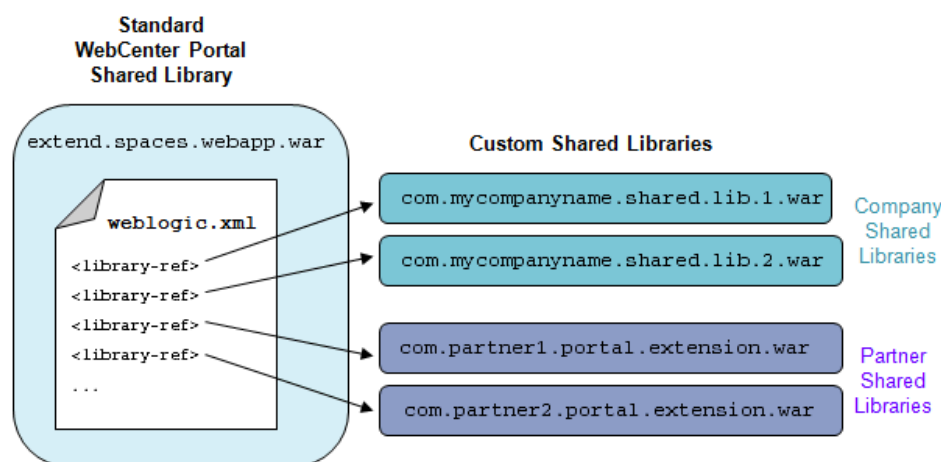 Standard
WebCenter Portal
Shared Library
extend.spaces.webapp.war
weblogic.xml
<library-ref>
<library-ref>
<library-ref>
<library-ref>
...
Custom Shared Libraries
com.mycompanyname.shared.lib.1.war
com.mycompanyname.shared.lib.2.war
Company
Shared
Libraries
com.partner1.portal.extension.war
com.partner2.portal.extension.war
Partner
Shared
Libraries